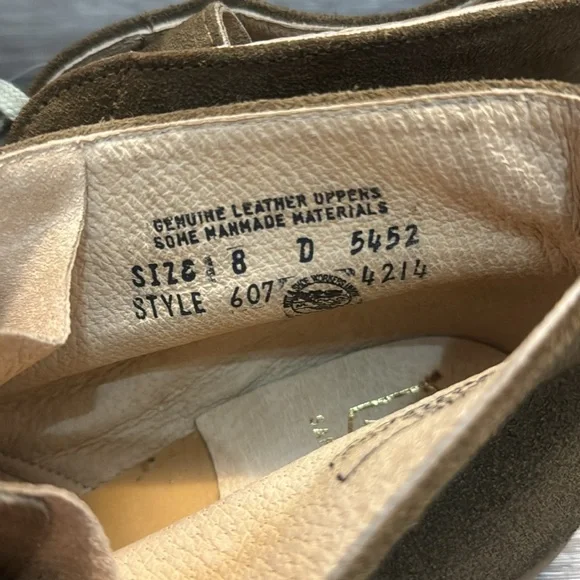 GENUINE LEATHER UPPERS
SOME MANMADE MATERIALS
SIZE 8 D 5452
STYLE 607 4214